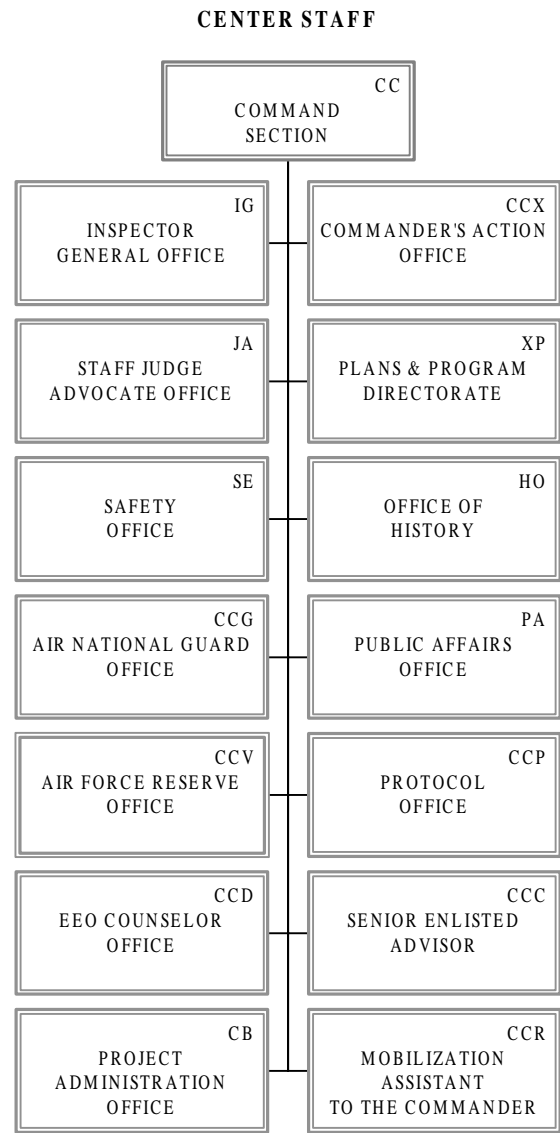 CENTER STAFF
CC
COMMAND
SECTION
IG
INSPECTOR
GENERAL OFFICE
CCX
COMMANDER'S ACTION
OFFICE
JA
STAFF JUDGE
ADVOCATE OFFICE
XP
PLANS & PROGRAM
DIRECTORATE
SE
SAFETY
OFFICE
HO
OFFICE OF
HISTORY
CCG
AIR NATIONAL GUARD
OFFICE
PA
PUBLIC AFFAIRS
OFFICE
CCV
AIR FORCE RESERVE
OFFICE
CCP
PROTOCOL
OFFICE
CCD
EEO COUNSELOR
OFFICE
CCC
SENIOR ENLISTED
ADVISOR
CB
PROJECT
ADMINISTRATION
OFFICE
CCR
MOBILIZATION
ASSISTANT
TO THE COMMANDER